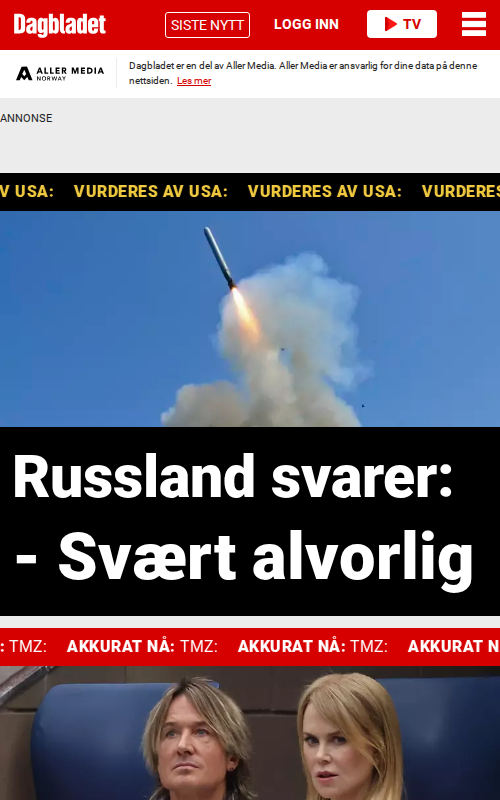 Dagbladet
SISTE NYTT
LOGG INN
TV
ALLER MEDIA
NORWAY
Dagbladet er en del av Aller Media. Aller Media er ansvarlig for dine data på denne
nettsiden. Les mer
ANNONSE
V USA: VURDERES AV USA: VURDERES AV USA: VURDERES
Russland svarer:
- Svært alvorlig
: TMZ: AKKURAT NÅ: TMZ: AKKURAT NÅ: TMZ: AKKURAT N